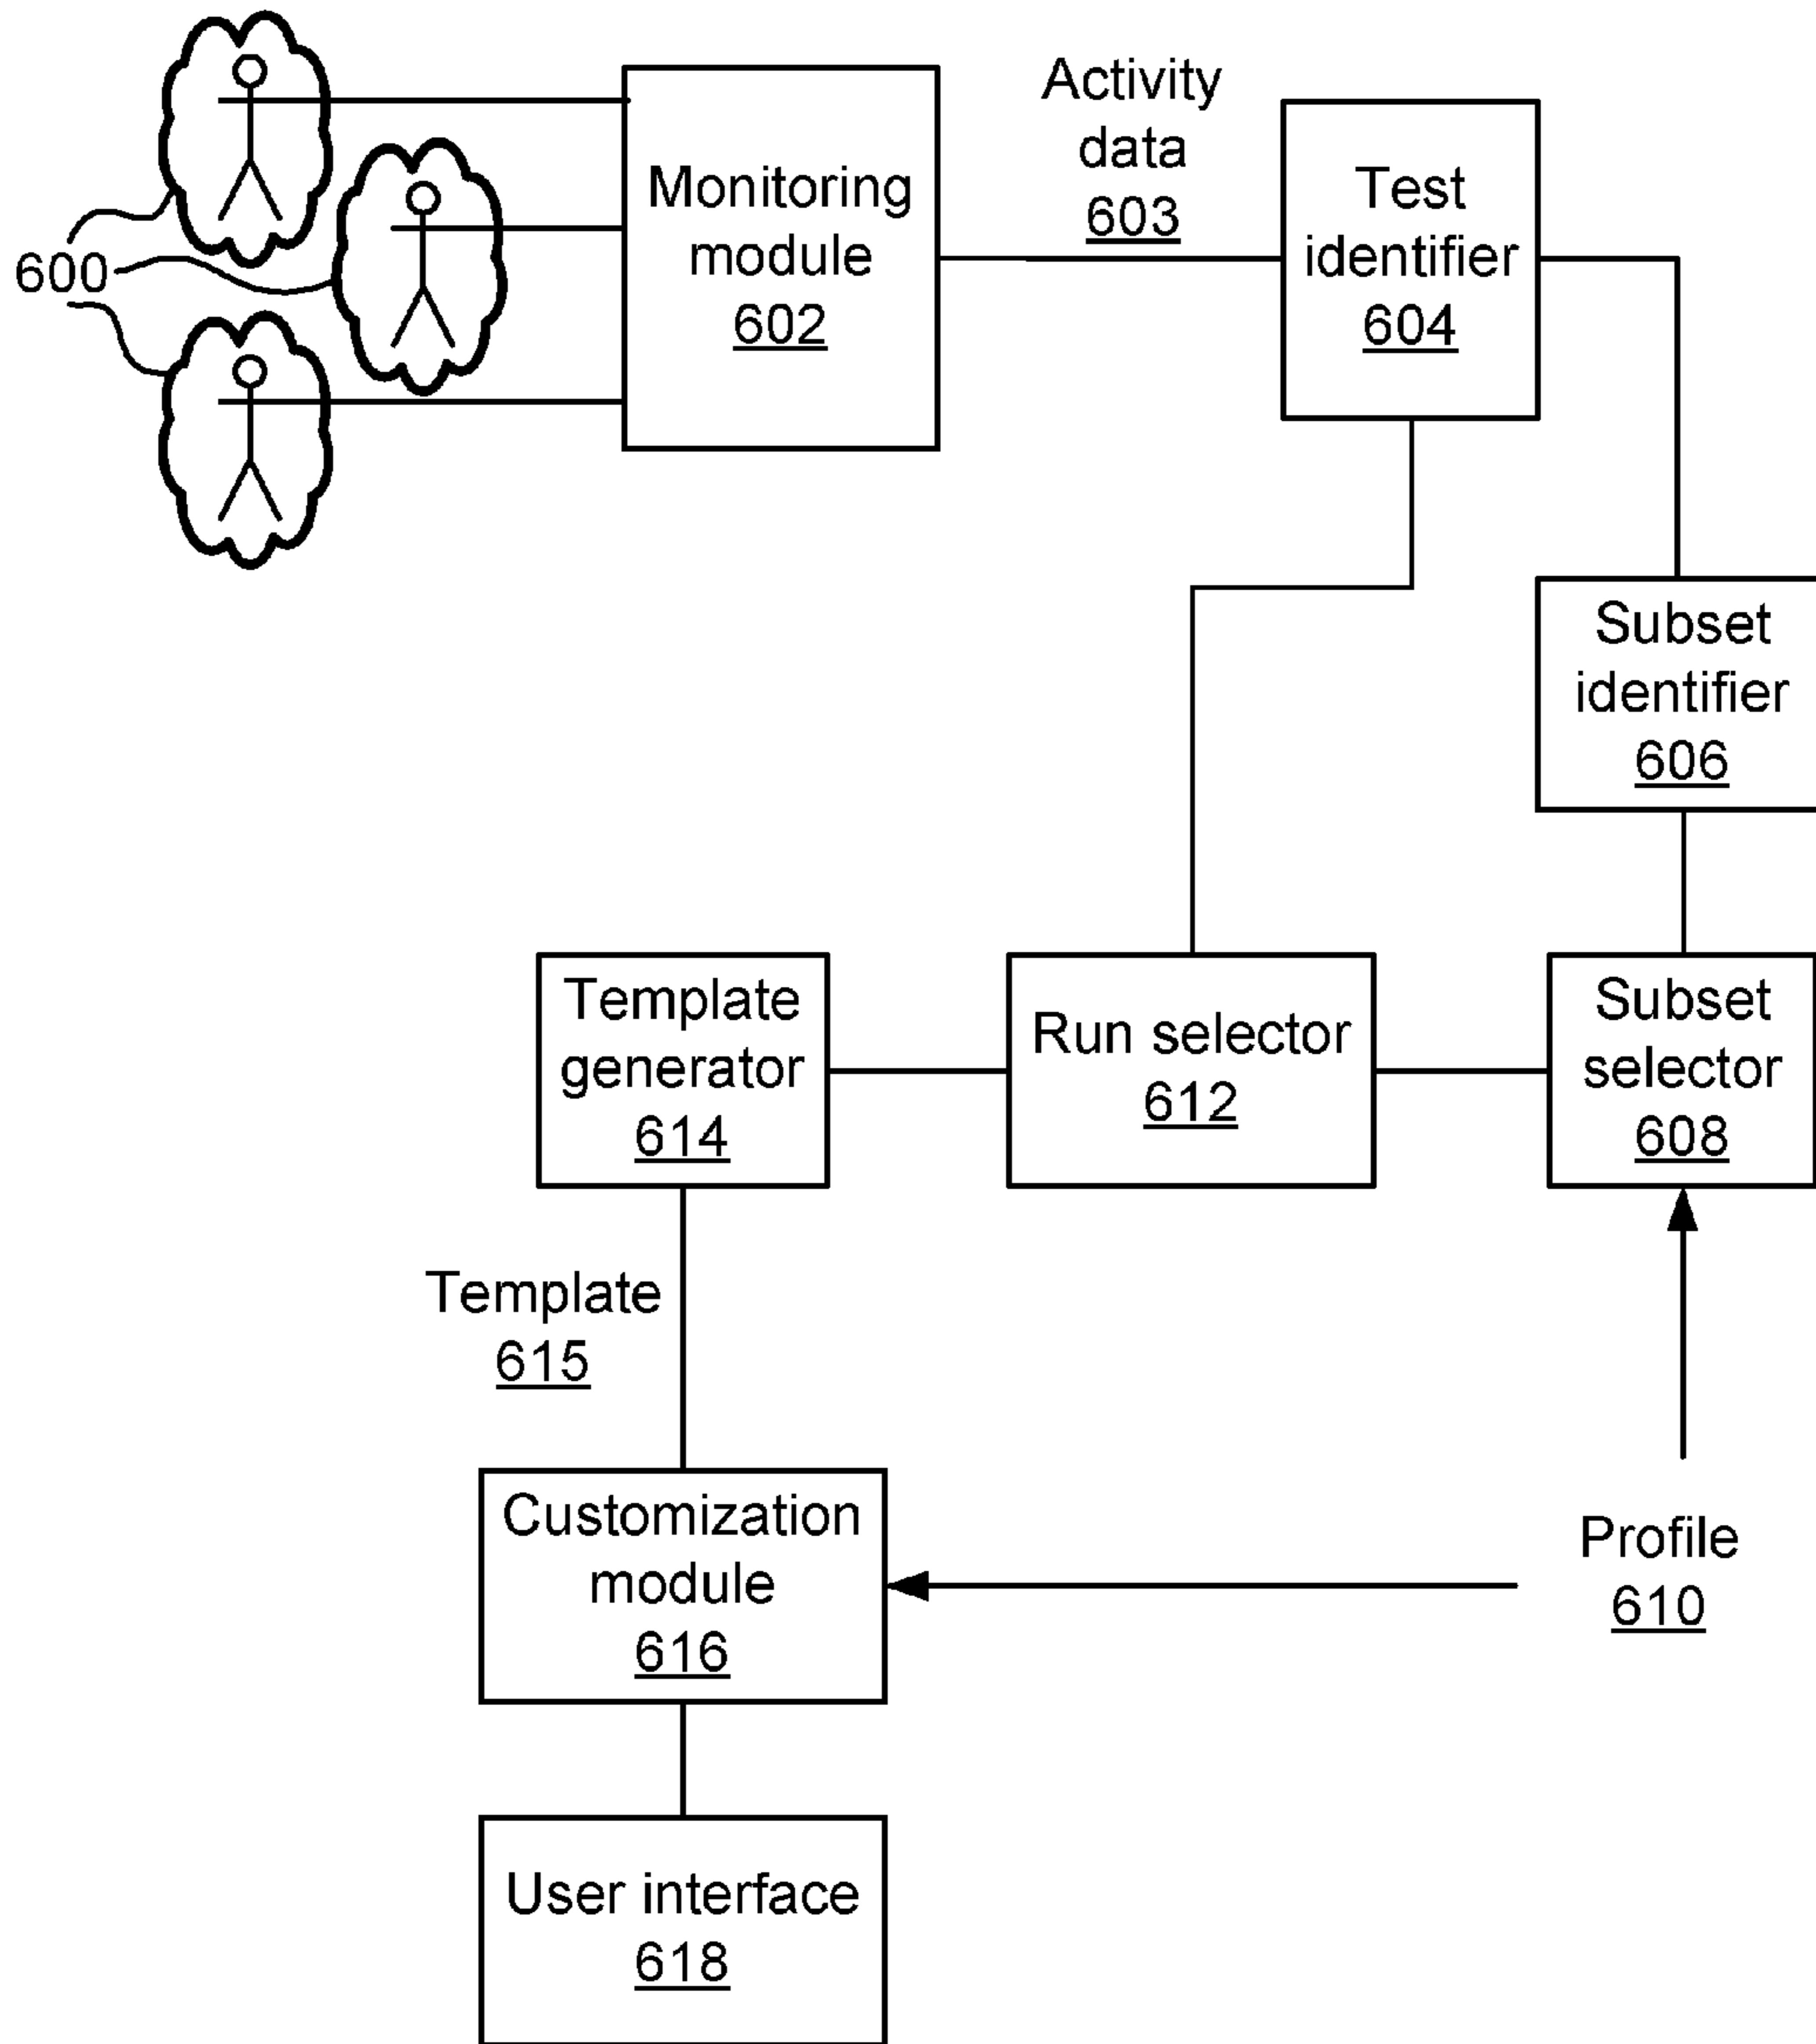 600
Monitoring
module
602
Activity
data
603
Test
identifier
604
Subset
identifier
606
Template
generator
614
Run selector
612
Subset
selector
608
Template
615
Customization
module
616
Profile
610
User interface
618